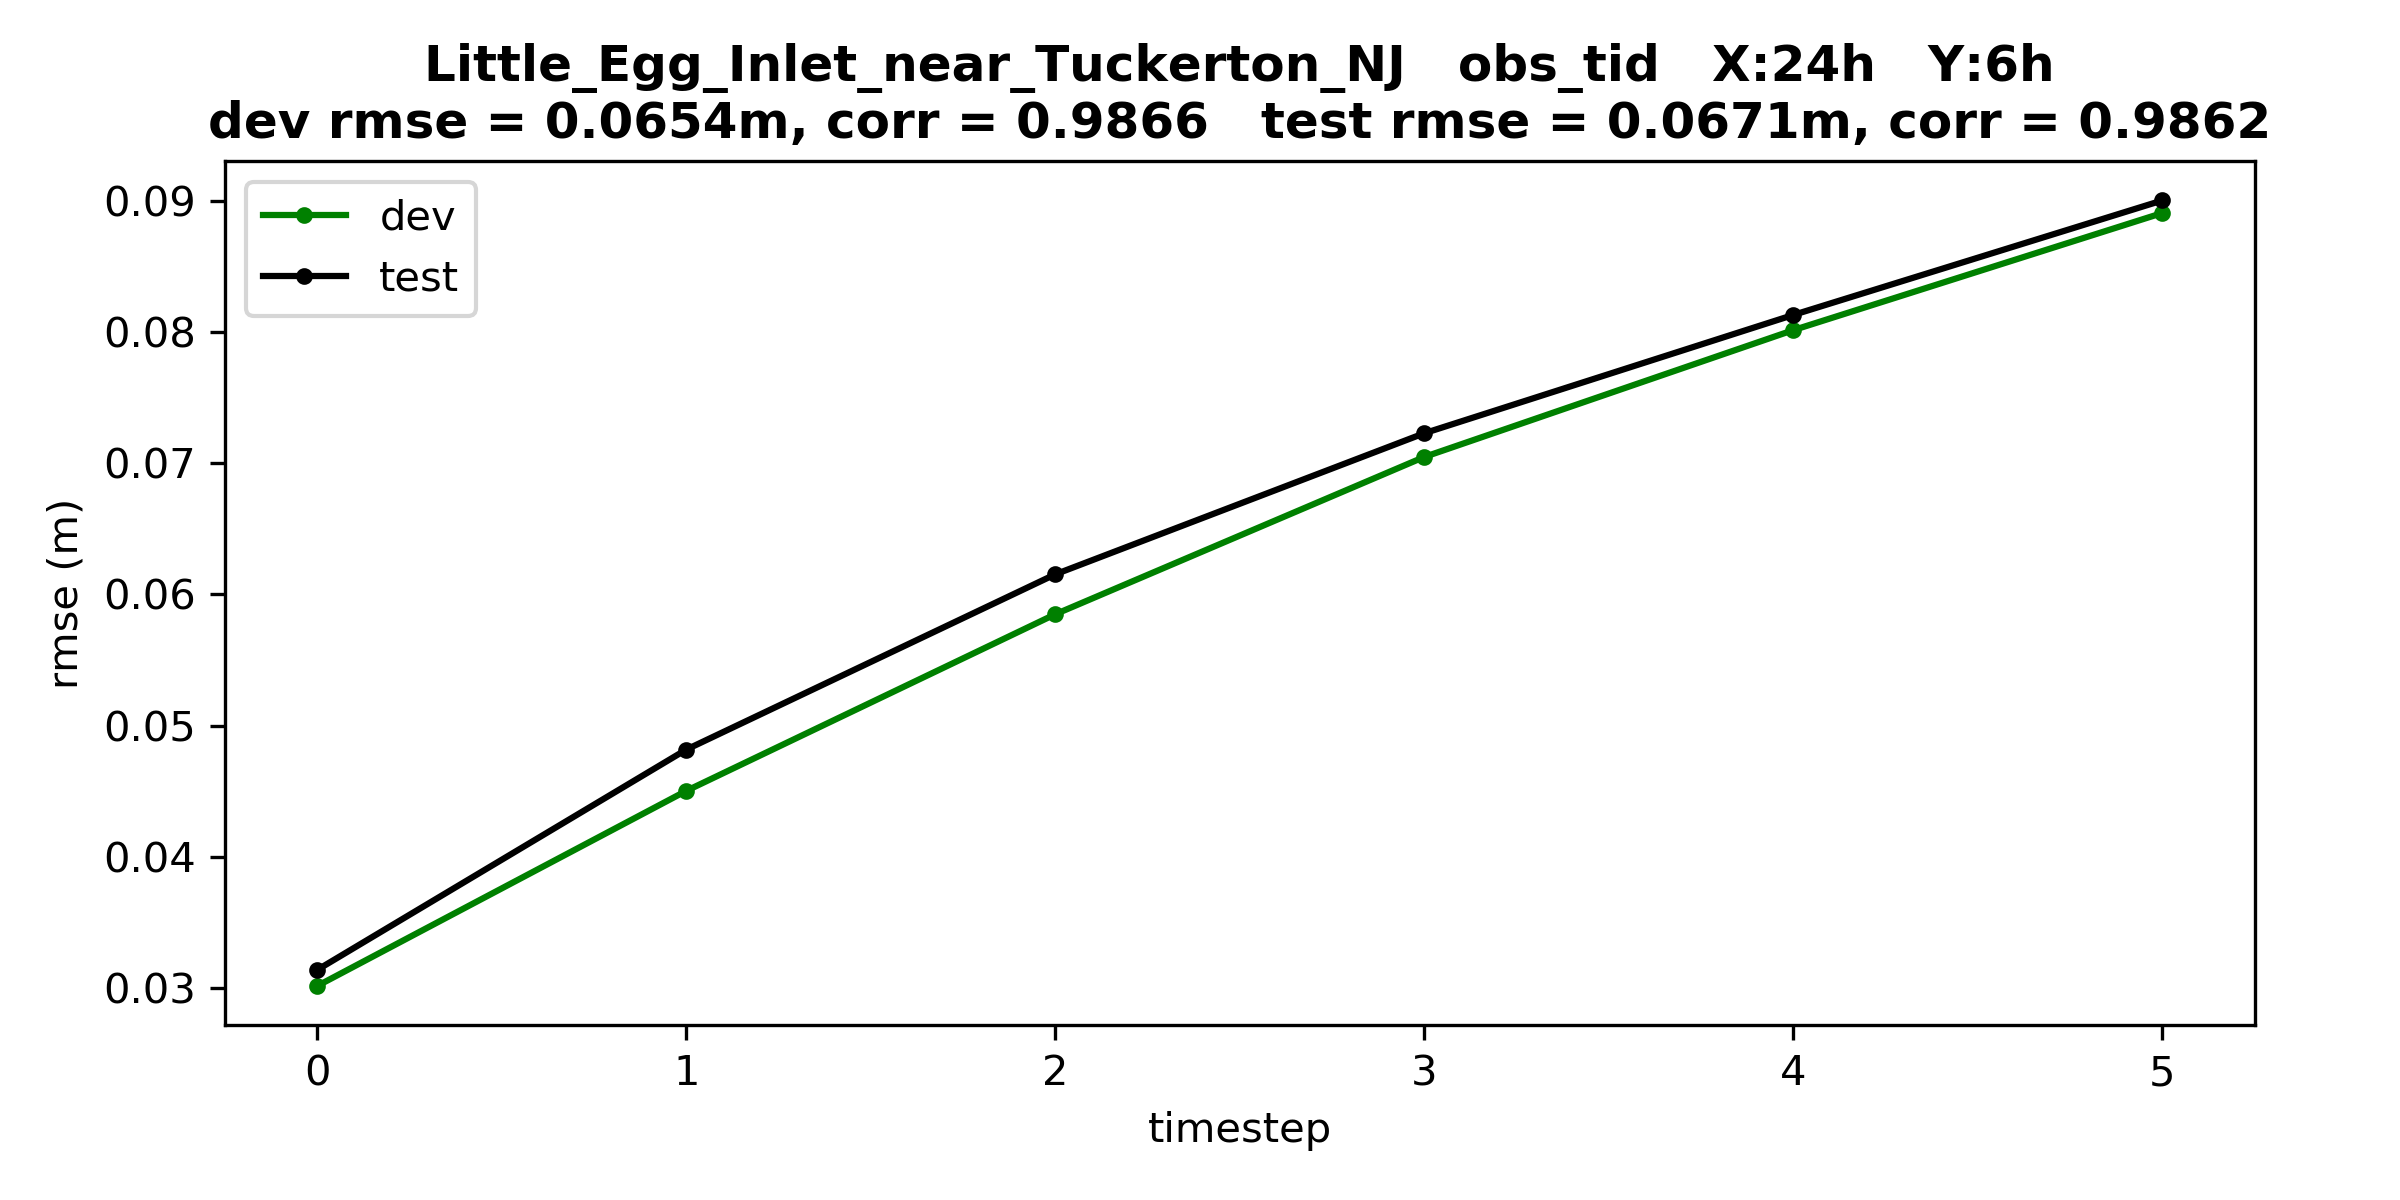 Little_Egg_Inlet_near_Tuckerton_NJ   obs_tid   X:24h   Y:6h
dev rmse = 0.0654m, corr = 0.9866   test rmse = 0.0671m, corr = 0.9862
dev
test
0.09
0.08
0.07
0.06
0.05
0.04
0.03
rmse (m)
0 1 2 3 4 5
timestep